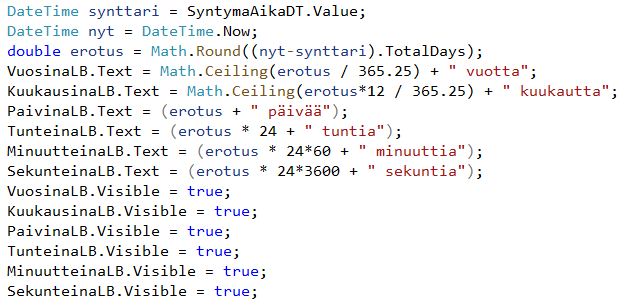 DateTime synttari = SyntymaAikaDT.Value;
DateTime nyt = DateTime.Now;
double erotus = Math.Round((nyt-synttari).TotalDays);
VuosinaLB.Text = Math.Ceiling(erotus / 365.25) + " vuotta";
KuukausinaLB.Text = Math.Ceiling(erotus*12 / 365.25) + " kuukautta";
PaivinaLB.Text = (erotus + " päivää");
TunteinaLB.Text = (erotus * 24 + " tuntia");
MinuutteinaLB.Text = (erotus * 24*60 + " minuuttia");
SekunteinaLB.Text = (erotus * 24*3600 + " sekuntia");
VuosinaLB.Visible = true;
KuukausinaLB.Visible = true;
PaivinaLB.Visible = true;
TunteinaLB.Visible = true;
MinuutteinaLB.Visible = true;
SekunteinaLB.Visible = true;